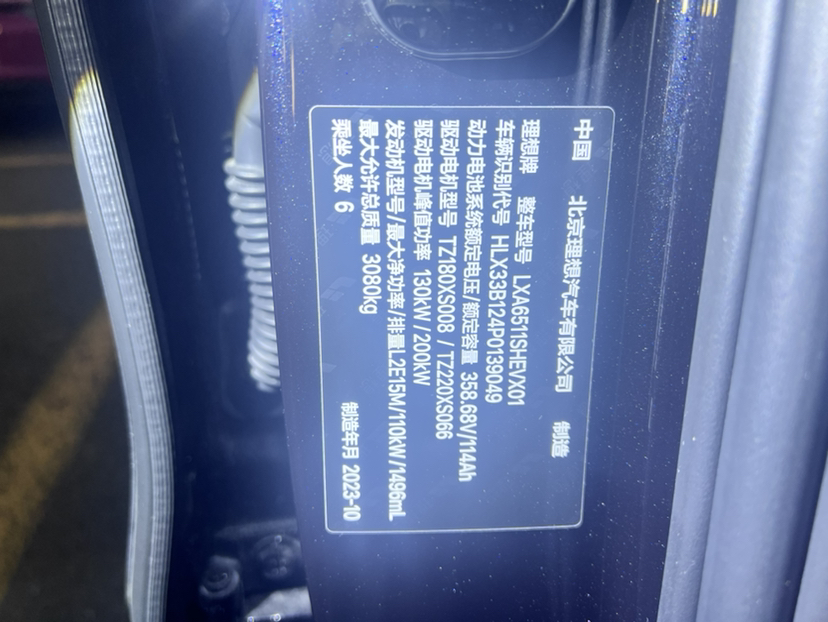 中国 北京理想汽车有限公司 制造
理想牌 整车型号 LXA6511SHEVX01
车辆识别代号 HLX33B124P0139049
动力电池系统额定电压/额定容量 358.68V/114Ah
驱动电机型号 TZ180XS008 / TZ220XS066
驱动电机峰值功率 130kW / 200kW
发动机型号/最大净功率/排量L2E15M/110kW/1496mL
最大允许总质量 3080kg
乘坐人数 6 制造年月 2023-10